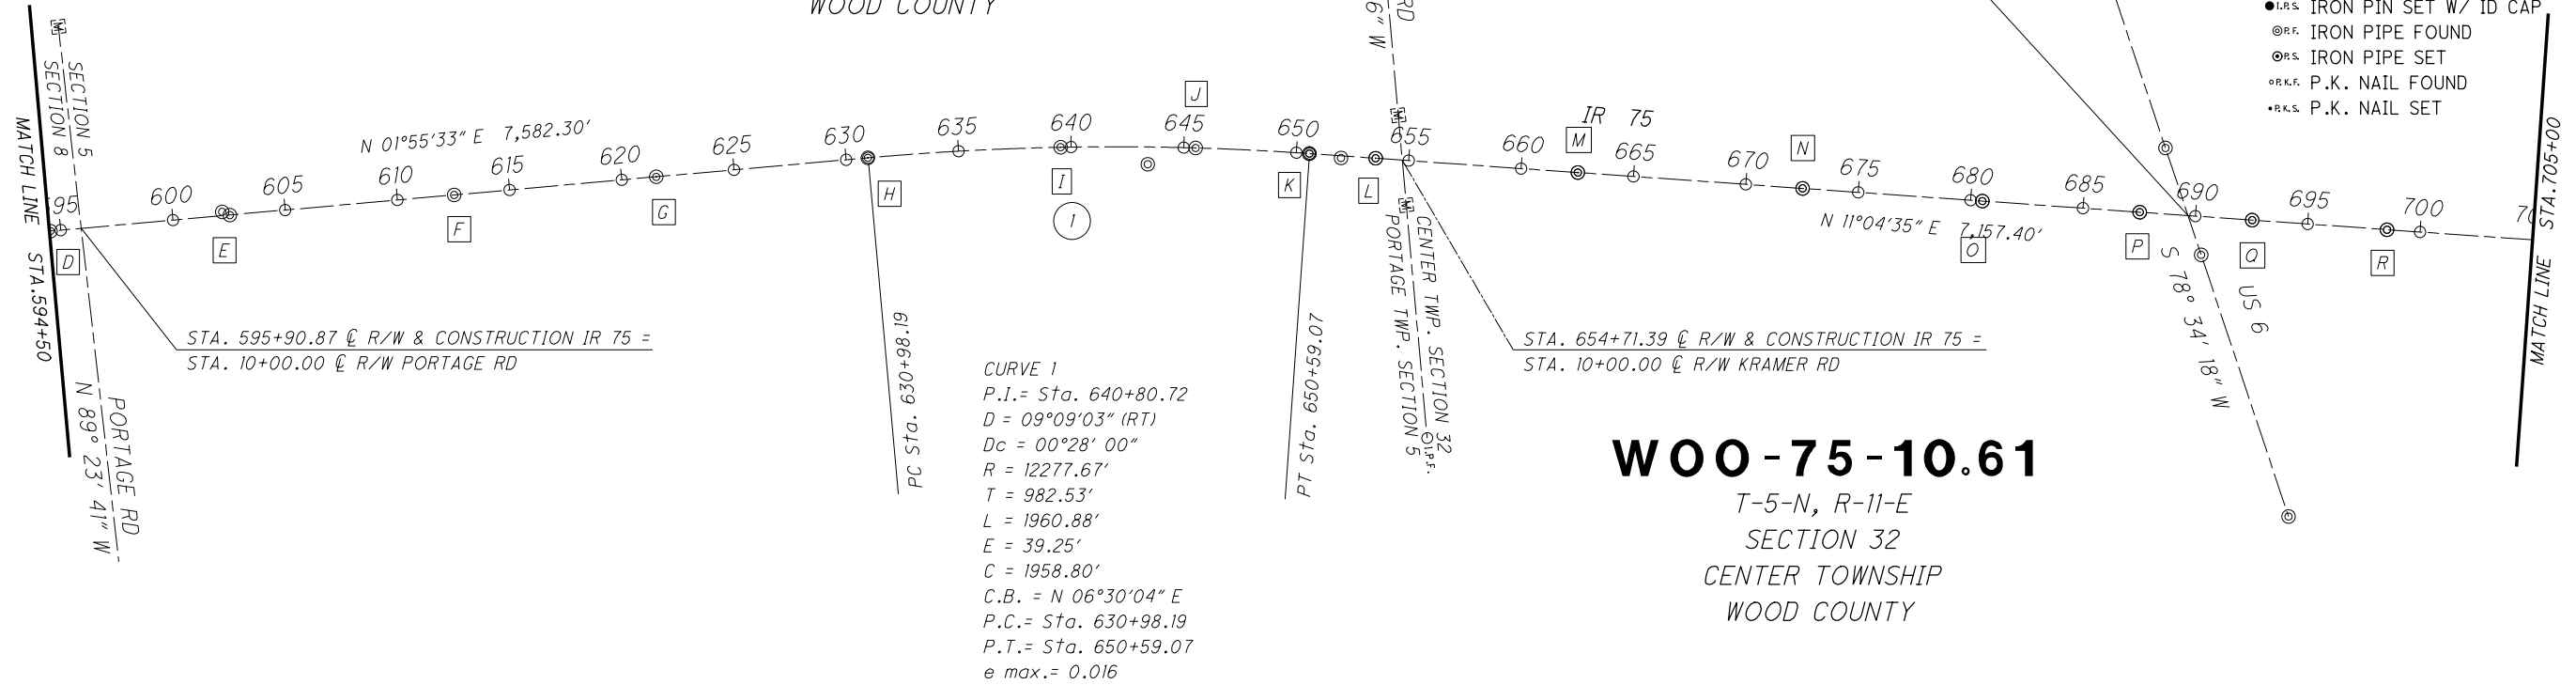 WOOD COUNTY
RD
6" W
I.P.S. IRON PIN SET W/ ID CAP
P.F. IRON PIPE FOUND
P.S. IRON PIPE SET
P.K.F. P.K. NAIL FOUND
P.K.S. P.K. NAIL SET
MATCH LINE STA.594+50
SECTION 5
SECTION 8
M
N 01°55'33" E 7,582.30'
IR 75
95 600 605 610 615 620 625 630 635 640 645 650 655 660 665 670 675 680 685 690 695 700 70
D E F G H I J K L M N O P Q R
1
M
M
N 11°04'35" E 7,157.40'
MATCH LINE STA.705+00
STA. 595+90.87 ℄ R/W & CONSTRUCTION IR 75 =
STA. 10+00.00 ℄ R/W PORTAGE RD
PORTAGE RD
N 89° 23' 41" W
PC Sta. 630+98.19
PT Sta. 650+59.07
CENTER TWP. SECTION 32
PORTAGE TWP. SECTION 5
I.P.F.
STA. 654+71.39 ℄ R/W & CONSTRUCTION IR 75 =
STA. 10+00.00 ℄ R/W KRAMER RD
US 6
S 78° 34' 18" W
CURVE 1
P.I.= Sta. 640+80.72
D = 09°09'03" (RT)
Dc = 00°28' 00"
R = 12277.67'
T = 982.53'
L = 1960.88'
E = 39.25'
C = 1958.80'
C.B. = N 06°30'04" E
P.C.= Sta. 630+98.19
P.T.= Sta. 650+59.07
e max.= 0.016
WOO-75-10.61
T-5-N, R-11-E
SECTION 32
CENTER TOWNSHIP
WOOD COUNTY